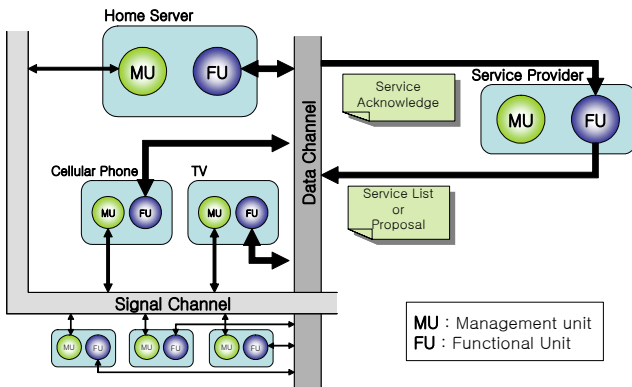 Home Server
MU
FU
Service
Acknowledge
Service Provider
MU
FU
Data Channel
Cellular Phone
MU
FU
TV
MU
FU
Service List
or
Proposal
Signal Channel
MU
FU
MU
FU
MU
FU
MU : Management unit
FU : Functional Unit